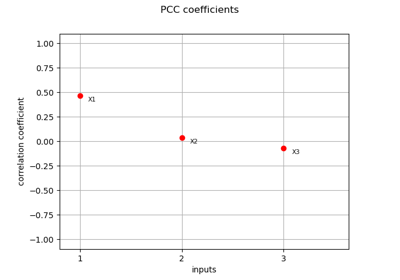 PCC coefficients
1.00
0.75
0.50
0.25
0.00
−0.25
−0.50
−0.75
−1.00
correlation coefficient
X1
X2
X3
1 2 3
inputs